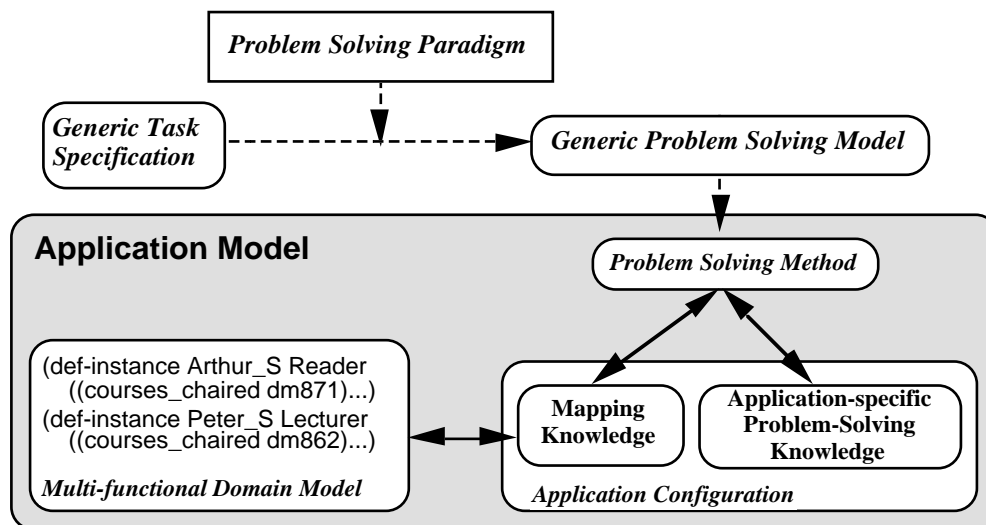 Problem Solving Paradigm
Generic Task
Specification
Generic Problem Solving Model
Application Model
Problem Solving Method
(def-instance Arthur_S Reader
((courses_chaired dm871)...)
(def-instance Peter_S Lecturer
((courses_chaired dm862)...)
Multi-functional Domain Model
Mapping
Knowledge
Application-specific
Problem-Solving
Knowledge
Application Configuration